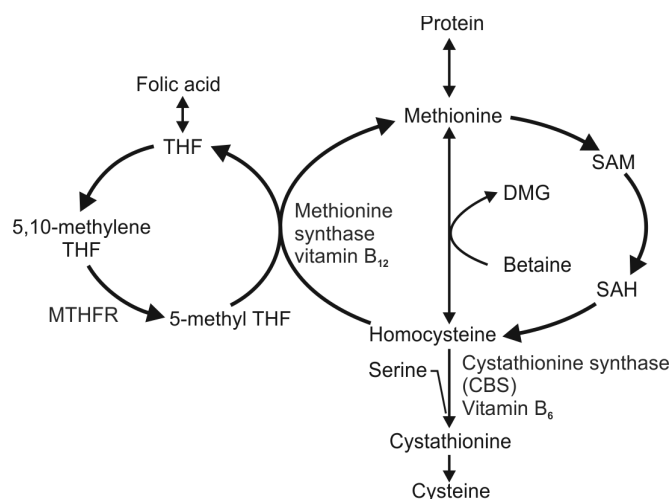 Protein
Folic acid
Methionine
THF
SAM
DMG
5,10-methylene
THF
Methionine
synthase
vitamin B₁₂
Betaine
SAH
MTHFR
5-methyl THF
Homocysteine
Serine
Cystathionine synthase
(CBS)
Vitamin B₆
Cystathionine
Cysteine